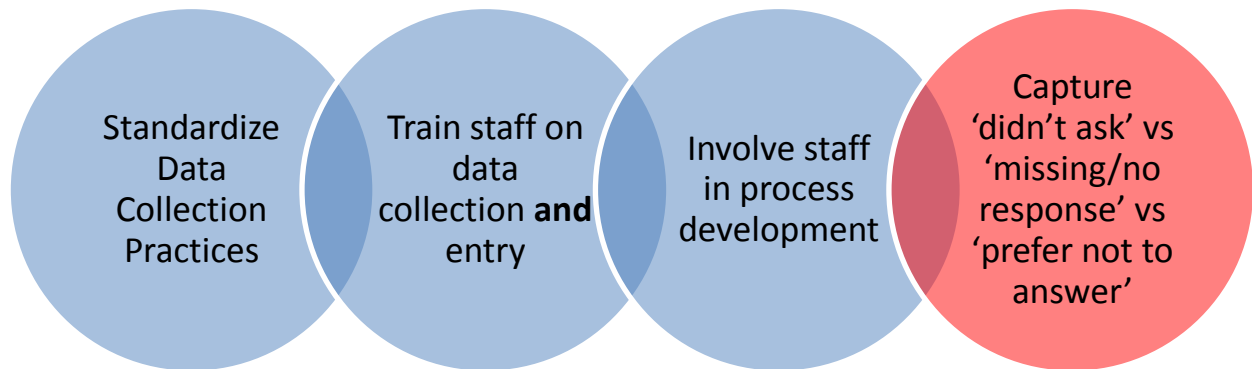 Standardize
Data
Collection
Practices
Train staff on
data
collection and
entry
Involve staff
in process
development
Capture
‘didn’t ask’ vs
‘missing/no
response’ vs
‘prefer not to
answer’